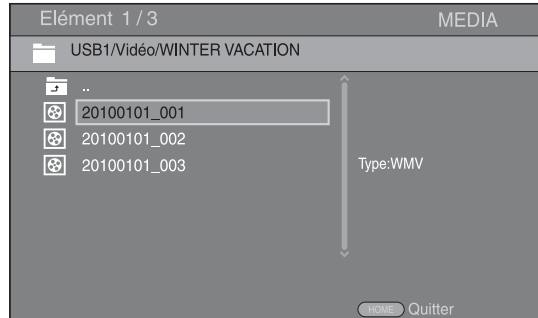 Elément 1/3 MEDIA
USB1/Vidéo/WINTER VACATION
..
20100101_001
20100101_002
20100101_003
Type:WMV
HOME Quitter